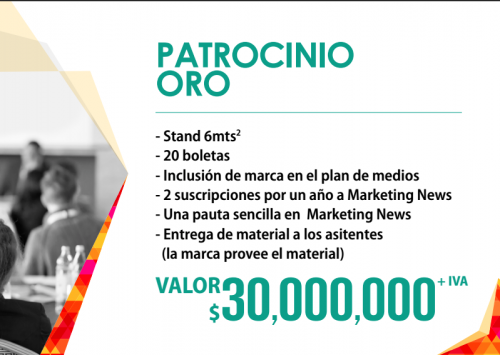 PATROCINIO
ORO
- Stand 6mts²
- 20 boletas
- Inclusión de marca en el plan de medios
- 2 suscripciones por un año a Marketing News
- Una pauta sencilla en  Marketing News
- Entrega de material a los asitentes
(la marca provee el material)
VALOR $30,000,000 + IVA